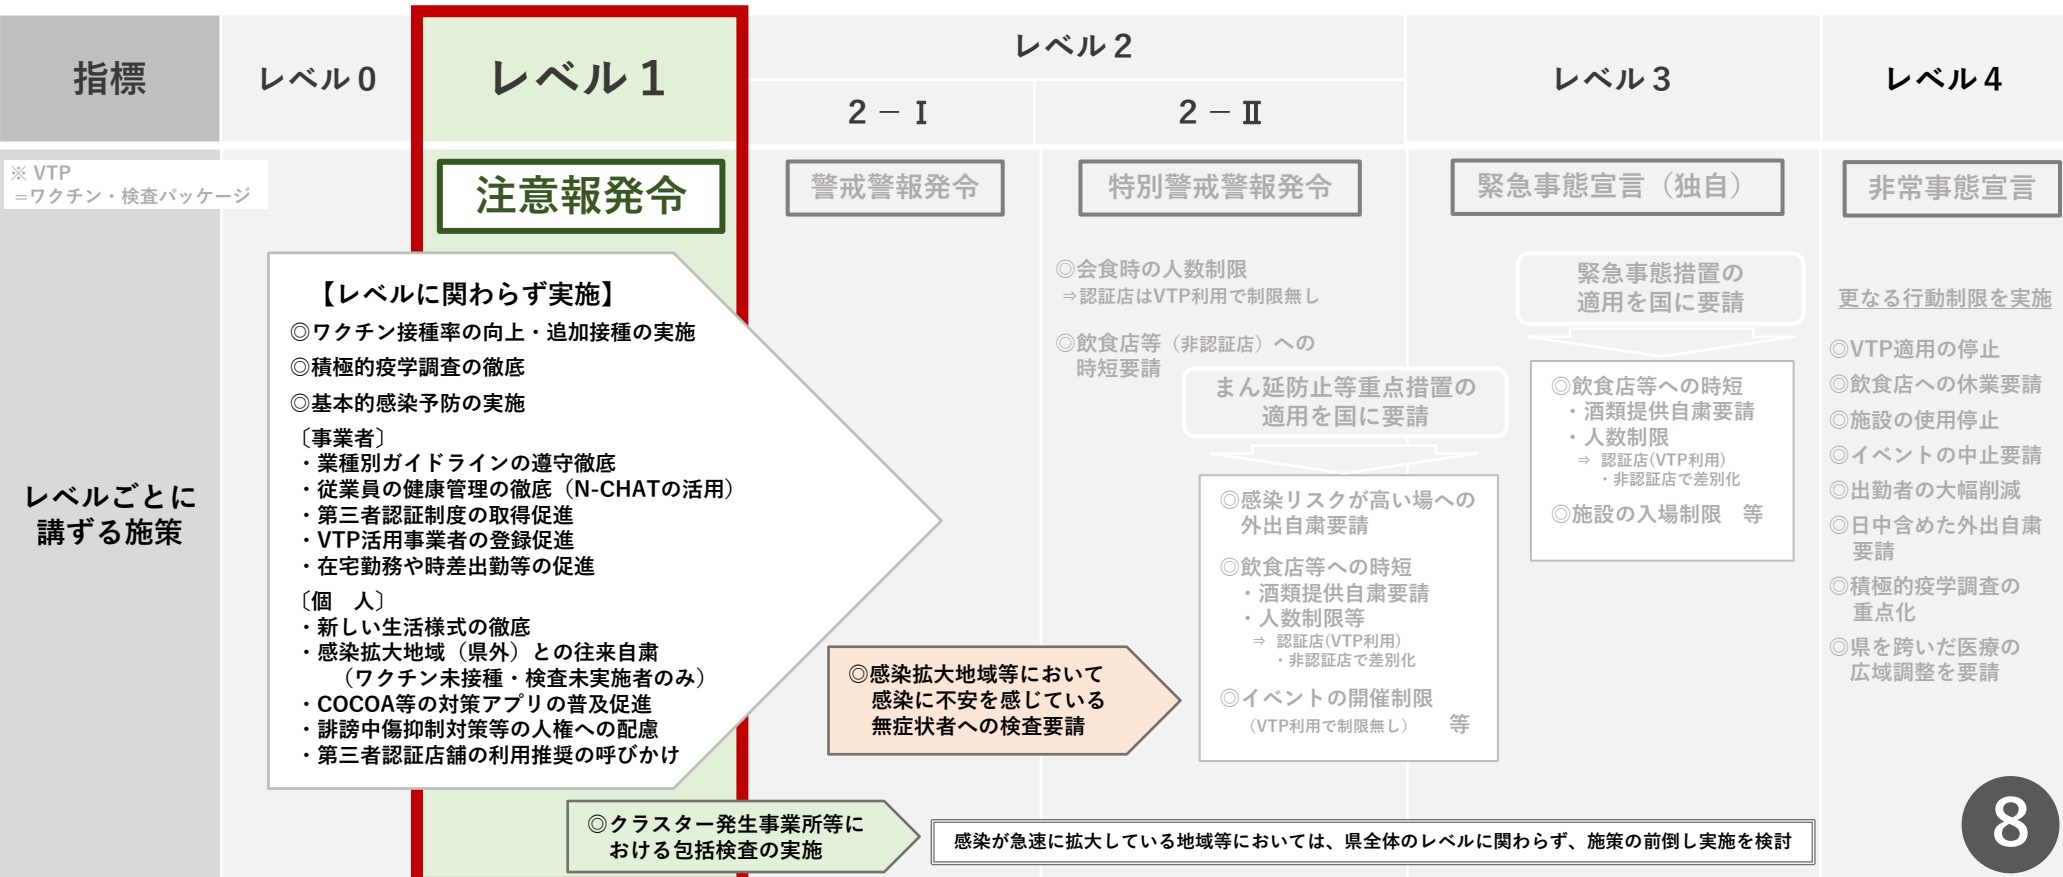 指標
レベル０
レベル１
レベル２
２－Ⅰ
２－Ⅱ
レベル３
レベル４
※ VTP
＝ワクチン・検査パッケージ
レベルごとに
講ずる施策
注意報発令
警戒警報発令
特別警戒警報発令
緊急事態宣言（独自）
非常事態宣言
【レベルに関わらず実施】
◎ワクチン接種率の向上・追加接種の実施
◎積極的疫学調査の徹底
◎基本的感染予防の実施
〔事業者〕
・業種別ガイドラインの遵守徹底
・従業員の健康管理の徹底（N-CHATの活用）
・第三者認証制度の取得促進
・VTP活用事業者の登録促進
・在宅勤務や時差出勤等の促進
〔個　人〕
・新しい生活様式の徹底
・感染拡大地域（県外）との往来自粛
（ワクチン未接種・検査未実施者のみ）
・COCOA等の対策アプリの普及促進
・誹謗中傷抑制対策等の人権への配慮
・第三者認証店舗の利用推奨の呼びかけ
◎クラスター発生事業所等に
おける包括検査の実施
◎感染拡大地域等において
感染に不安を感じている
無症状者への検査要請
◎会食時の人数制限
⇒認証店はVTP利用で制限無し
◎飲食店等（非認証店）への
時短要請
まん延防止等重点措置の
適用を国に要請
◎感染リスクが高い場への
外出自粛要請
◎飲食店等への時短
・酒類提供自粛要請
・人数制限等
⇒ 認証店(VTP利用)
・非認証店で差別化
◎イベントの開催制限
（VTP利用で制限無し）　等
緊急事態措置の
適用を国に要請
◎飲食店等への時短
・酒類提供自粛要請
・人数制限
⇒ 認証店(VTP利用)
・非認証店で差別化
◎施設の入場制限　等
更なる行動制限を実施
◎VTP適用の停止
◎飲食店への休業要請
◎施設の使用停止
◎イベントの中止要請
◎出勤者の大幅削減
◎日中含めた外出自粛
要請
◎積極的疫学調査の
重点化
◎県を跨いだ医療の
広域調整を要請
感染が急速に拡大している地域等においては、県全体のレベルに関わらず、施策の前倒し実施を検討
8